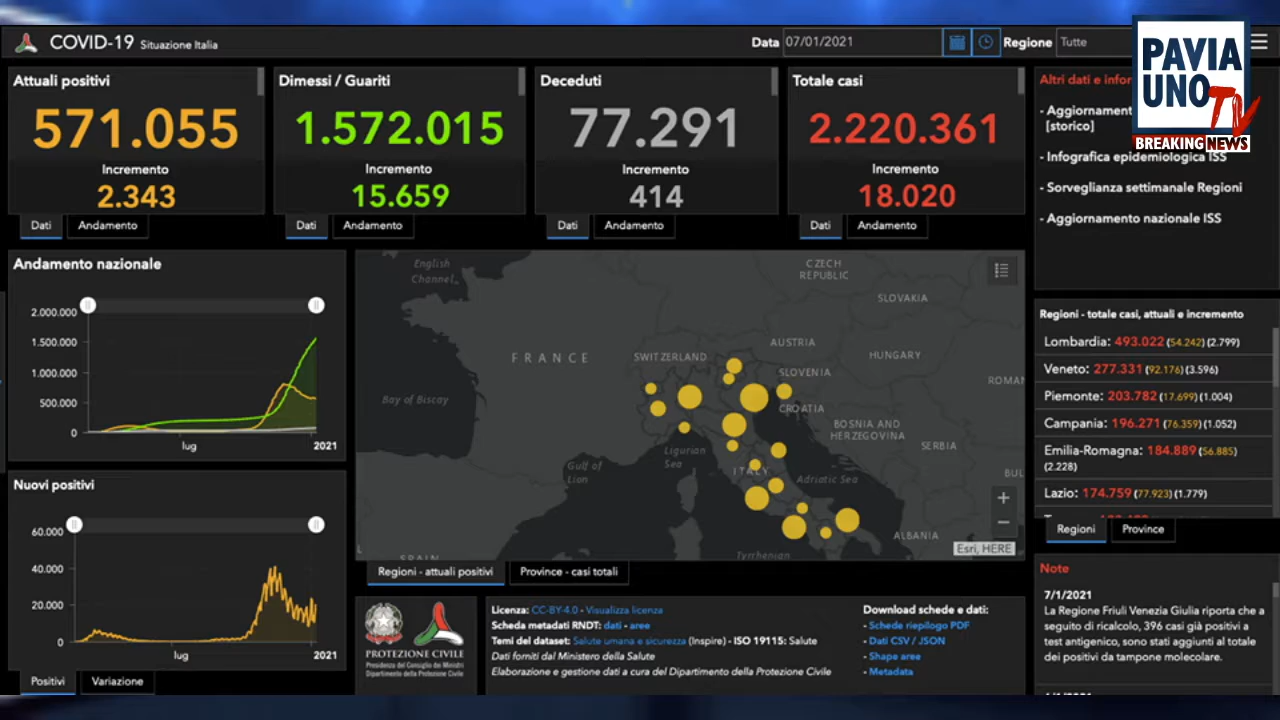 COVID-19 Situazione Italia
Data 07/01/2021
Regione Tutte
PAVIA
UNO TV
BREAKING NEWS
Attuali positivi
571.055
Incremento
2.343
Dati Andamento
Dimessi / Guariti
1.572.015
Incremento
15.659
Dati Andamento
Deceduti
77.291
Incremento
414
Dati Andamento
Totale casi
2.220.361
Incremento
18.020
Dati Andamento
Altri dati e infor
- Aggiornament
[storico]
- Infografica epidemiologica ISS
- Sorveglianza settimanale Regioni
- Aggiornamento nazionale ISS
Andamento nazionale
2.000.000
1.500.000
1.000.000
500.000
0
lug 2021
Nuovi positivi
60.000
40.000
20.000
0
lug 2021
Positivi Variazione
English
Channel
CZECH
REPUBLIC
SLOVAKIA
AUSTRIA
FRANCE
SWITZERLAND
HUNGARY
SLOVENIA
ROMAN
Bay of Biscay
CROATIA
BOSNIA AND
HERZEGOVINA
SERBIA
Ligurian
Sea
Gulf of
Lion
ITALY
Adriatic Sea
BUL
ALBANIA
SPAIN
Tyrrhenian
+
−
Esri, HERE
Regioni - attuali positivi Province - casi totali
Regioni - totale casi, attuali e incremento
Lombardia: 493.022 (54.242) (2.799)
Veneto: 277.331 (92.176) (3.596)
Piemonte: 203.782 (17.699) (1.004)
Campania: 196.271 (76.359) (1.052)
Emilia-Romagna: 184.889 (56.885)
(2.228)
Lazio: 174.759 (77.923) (1.779)
Regioni Province
Note
7/1/2021
La Regione Friuli Venezia Giulia riporta che a
seguito di ricalcolo, 396 casi già positivi a
test antigenico, sono stati aggiunti al totale
dei positivi da tampone molecolare.
PROTEZIONE CIVILE
Presidenza del Consiglio dei Ministri
Dipartimento della Protezione Civile
Licenza: CC-BY-4.0 - Visualizza licenza
Scheda metadati RNDT: dati - aree
Temi del dataset: Salute umana e sicurezza (Inspire) - ISO 19115: Salute
Dati forniti dal Ministero della Salute
Elaborazione e gestione dati a cura del Dipartimento della Protezione Civile
Download schede e dati:
- Schede riepilogo PDF
- Dati CSV / JSON
- Shape aree
- Metadata